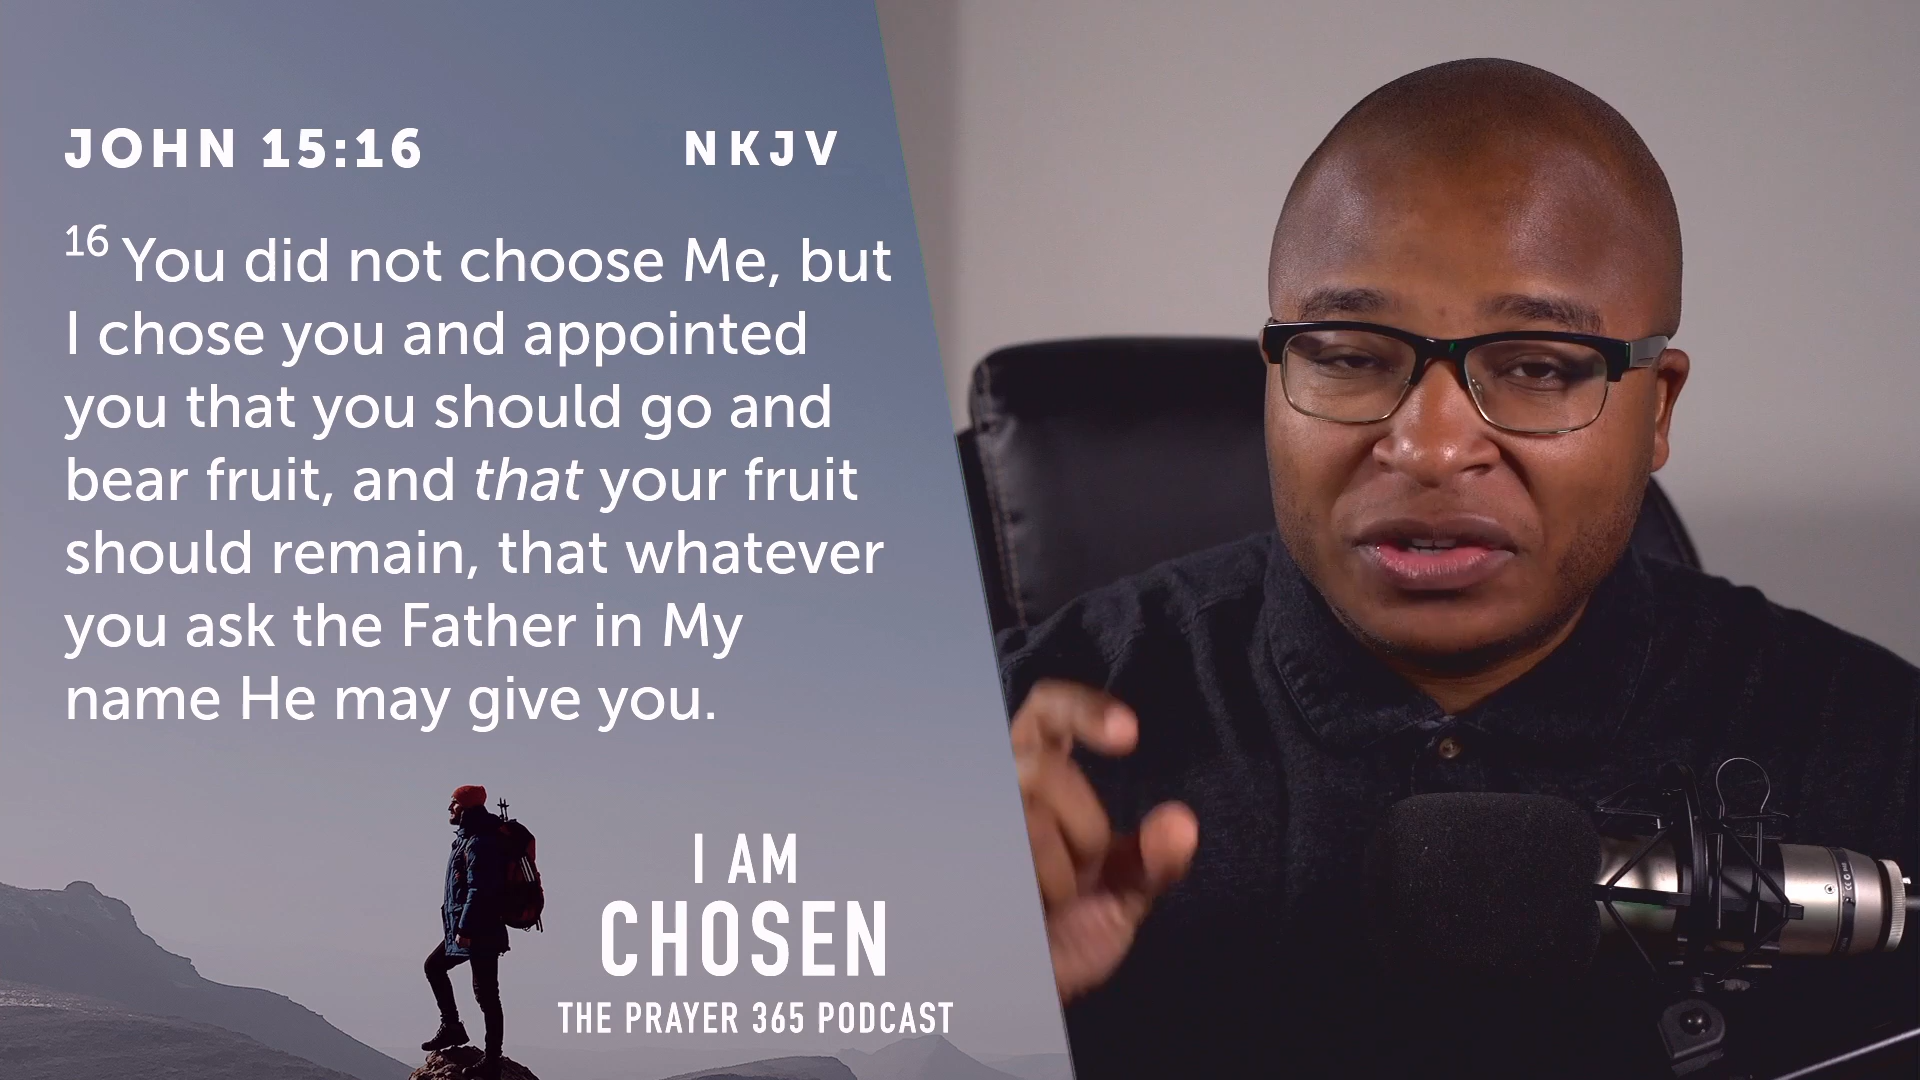 JOHN 15:16 NKJV
16 You did not choose Me, but
I chose you and appointed
you that you should go and
bear fruit, and that your fruit
should remain, that whatever
you ask the Father in My
name He may give you.
I AM
CHOSEN
THE PRAYER 365 PODCAST